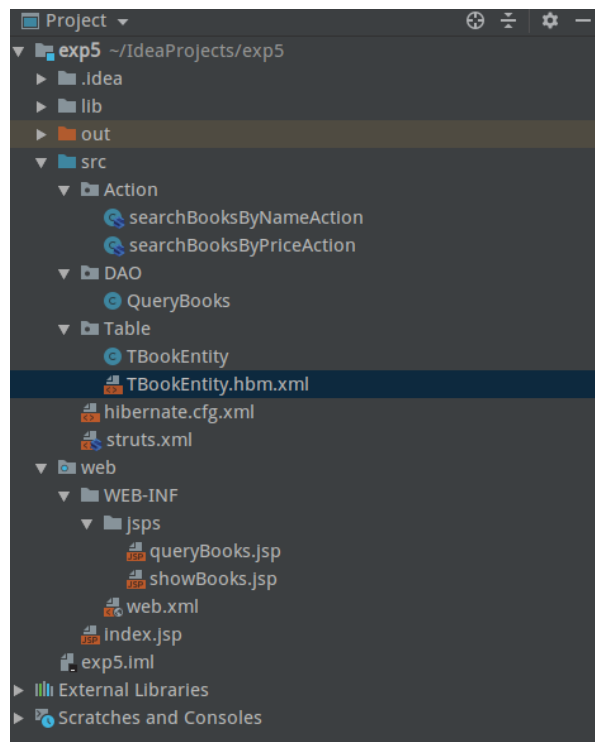 Project
exp5 ~/IdeaProjects/exp5
.idea
lib
out
src
Action
searchBooksByNameAction
searchBooksByPriceAction
DAO
QueryBooks
Table
TBookEntity
TBookEntity.hbm.xml
hibernate.cfg.xml
struts.xml
web
WEB-INF
jsps
queryBooks.jsp
showBooks.jsp
web.xml
index.jsp
exp5.iml
External Libraries
Scratches and Consoles